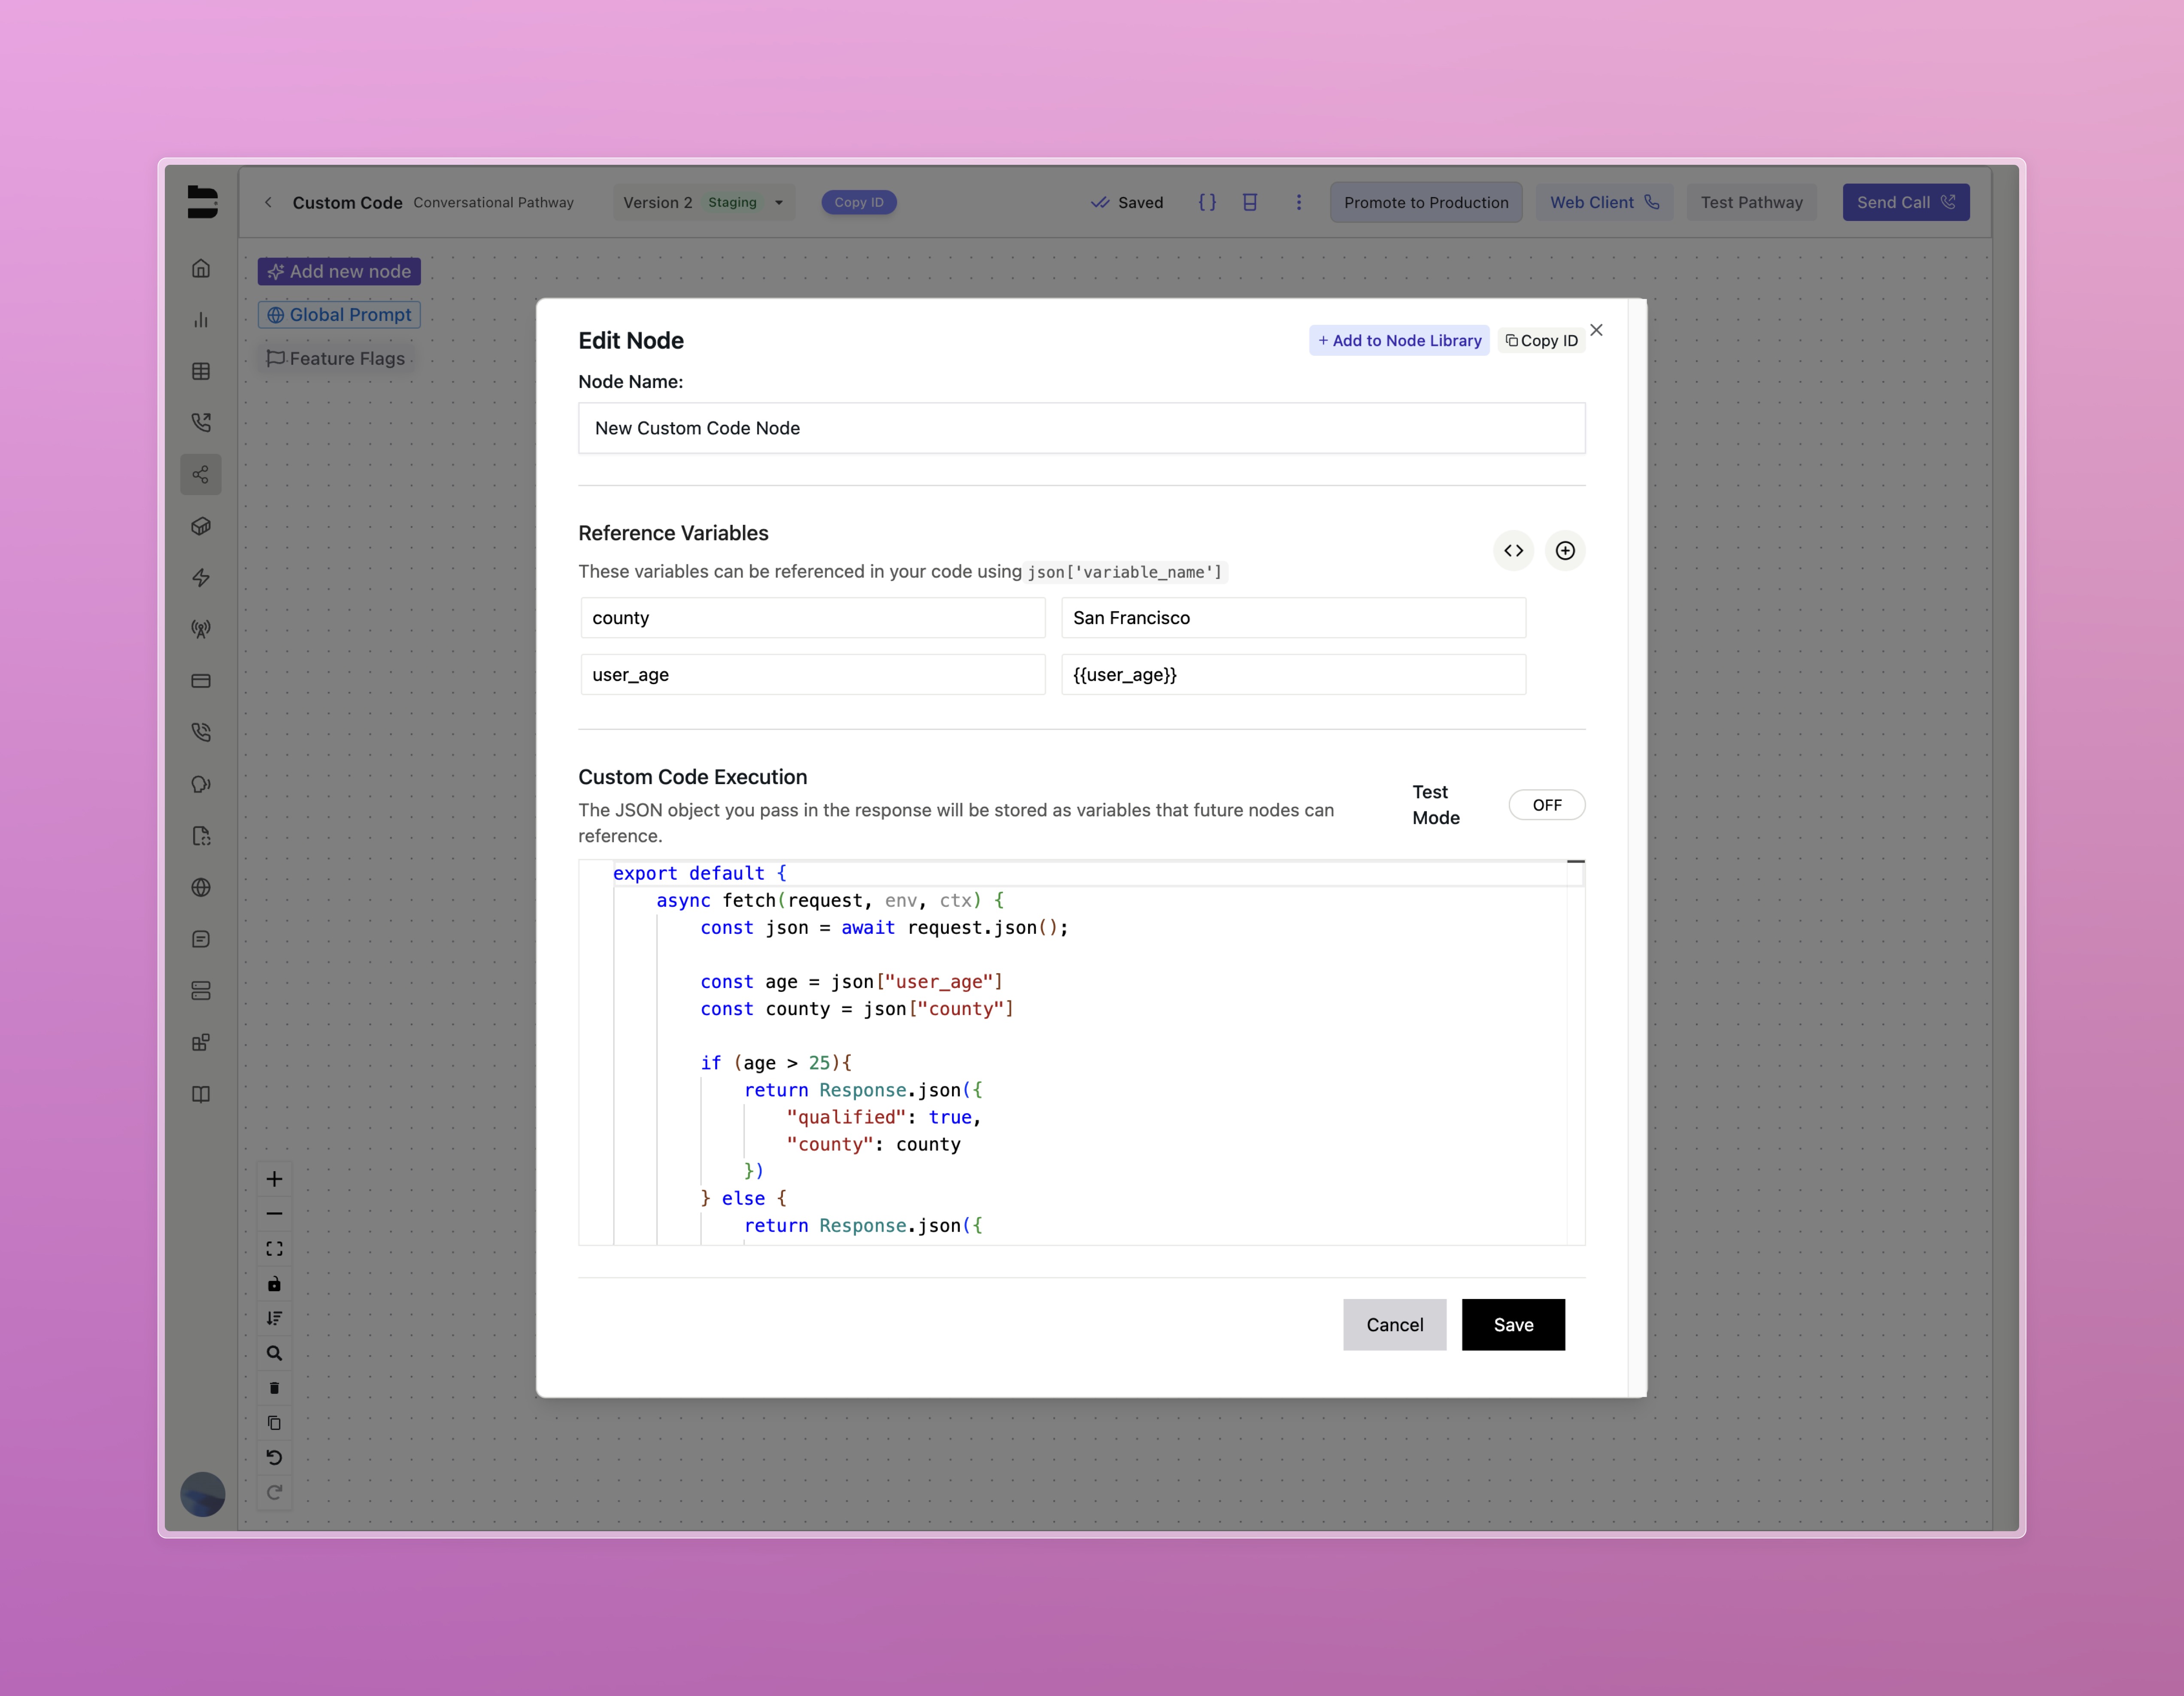 Custom Code Conversational Pathway Version 2 Staging Copy ID Saved {} Promote to Production Web Client Test Pathway Send Call
Add new node
Global Prompt
Feature Flags
Edit Node + Add to Node Library Copy ID
Node Name:
New Custom Code Node
Reference Variables
These variables can be referenced in your code using json['variable_name']
county San Francisco
user_age {{user_age}}
Custom Code Execution
The JSON object you pass in the response will be stored as variables that future nodes can
reference.
Test
Mode
OFF
export default {
async fetch(request, env, ctx) {
const json = await request.json();
const age = json["user_age"]
const county = json["county"]
if (age > 25){
return Response.json({
"qualified": true,
"county": county
})
} else {
return Response.json({
Cancel Save